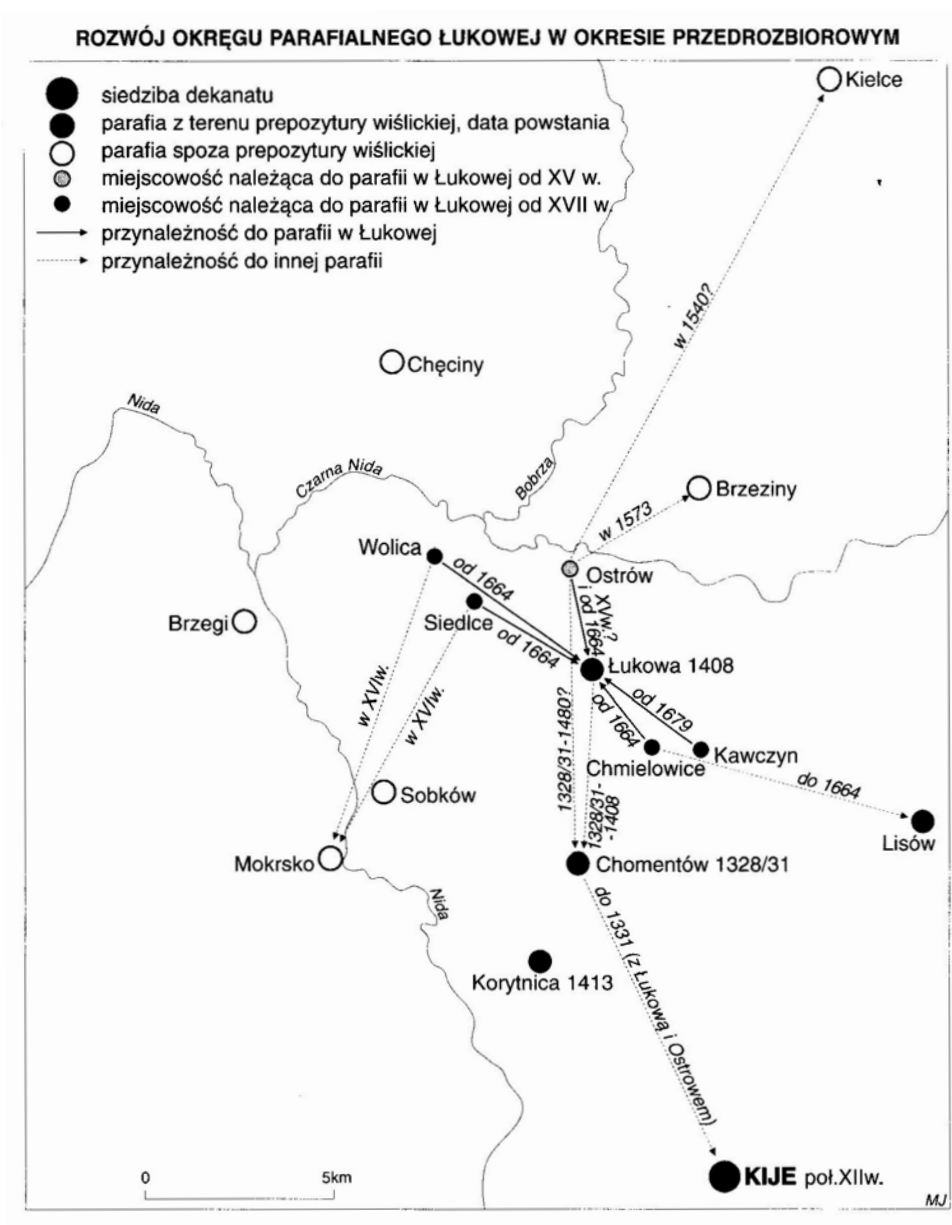 ROZWÓJ OKRĘGU PARAFIALNEGO ŁUKOWEJ W OKRESIE PRZEDROZBIOROWYM
siedziba dekanatu
parafia z terenu prepozytury wiślickiej, data powstania
parafia spoza prepozytury wiślickiej
miejscowość należąca do parafii w Łukowej od XV w.
miejscowość należąca do parafii w Łukowej od XVII w.
przynależność do parafii w Łukowej
przynależność do innej parafii
Kielce
w 1540?
Chęciny
Nida
Czarna Nida
Bobrza
Brzeziny
w 1573
Wolica
od 1664
Ostrów
XVw.?
i od 1664
Siedlce
od 1664
Brzegi
Łukowa 1408
w XVIw.
w XVIw.
od 1679
od 1664
Kawczyn
Chmielowice
1328/31-1480?
1328/31-
-1408
do 1664
Sobków
Lisów
Mokrsko
Chomentów 1328/31
Nida
do 1331 (z Łukową i Ostrowem)
Korytnica 1413
KIJE poł.XIIw.
0
5km
MJ